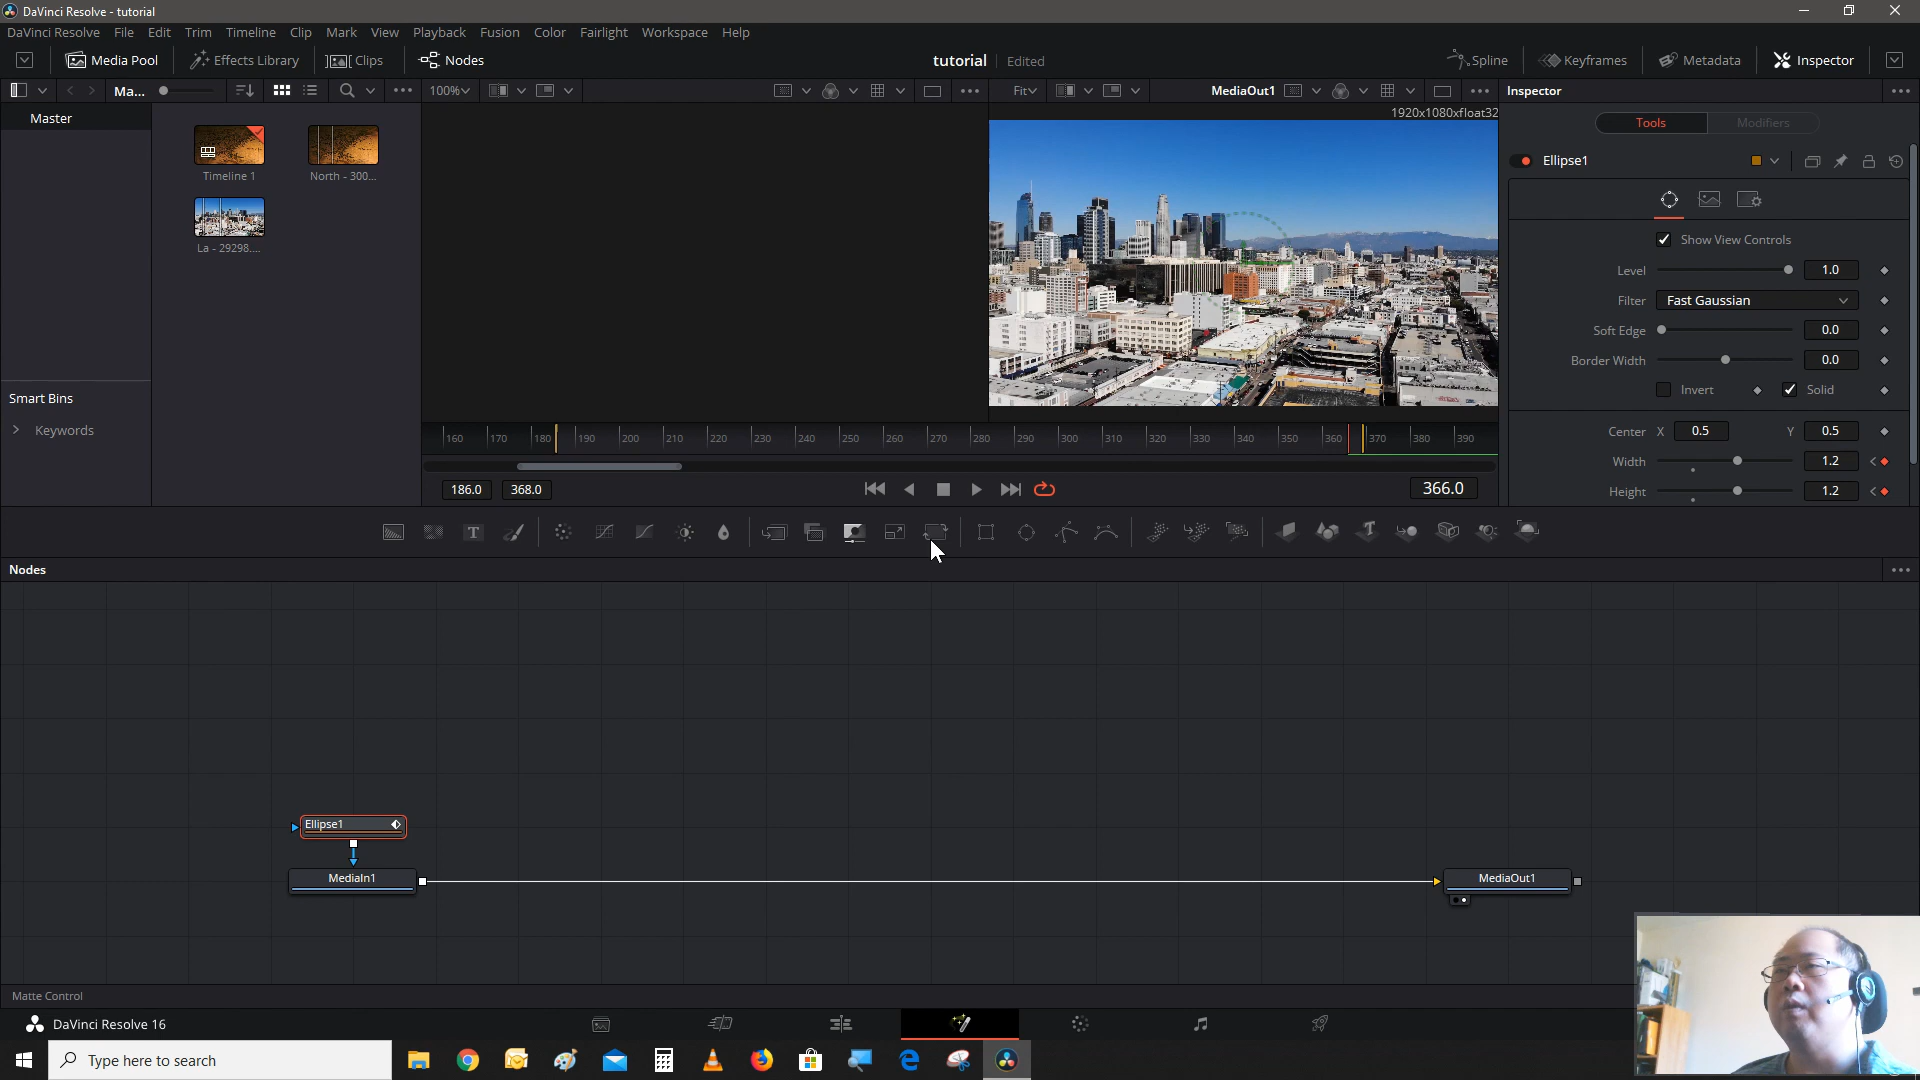 DaVinci Resolve - tutorial
DaVinci Resolve File Edit Trim Timeline Clip Mark View Playback Fusion Color Fairlight Workspace Help
Media Pool Effects Library Clips Nodes tutorial Edited Spline Keyframes Metadata Inspector
Ma... 100% Fit MediaOut1 Inspector
1920x1080xfloat32
Master
Tools Modifiers
Timeline 1 North - 300...
Ellipse1
La - 29298....
Show View Controls
Level 1.0
Filter Fast Gaussian
Soft Edge 0.0
Border Width 0.0
Invert Solid
Smart Bins
Keywords
Center X 0.5 Y 0.5
160 170 180 190 200 210 220 230 240 250 260 270 280 290 300 310 320 330 340 350 360 370 380 390
Width 1.2
186.0 368.0 366.0
Height 1.2
T T
Nodes
Ellipse1
MediaIn1
MediaOut1
Matte Control
DaVinci Resolve 16
Type here to search